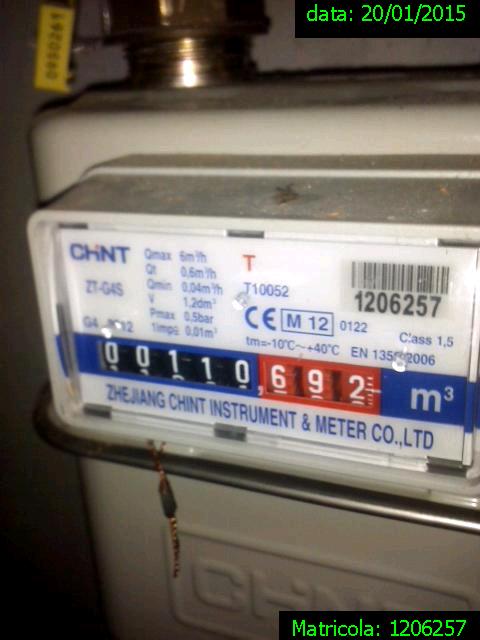 data: 20/01/2015
CHNT
Qmax 6m³/h
Qt 0,6m³/h
Qmin 0,04m³/h
V 1,2dm³
Pmax 0,5bar
1imp≙ 0,01m³
ZT-G4S
T
T10052
1206257
CE M 12 0122
Class 1,5
tm=-10°C~+40°C
00110,692 m³
ZHEJIANG CHINT INSTRUMENT & METER CO.,LTD
CHNT
Matricola: 1206257